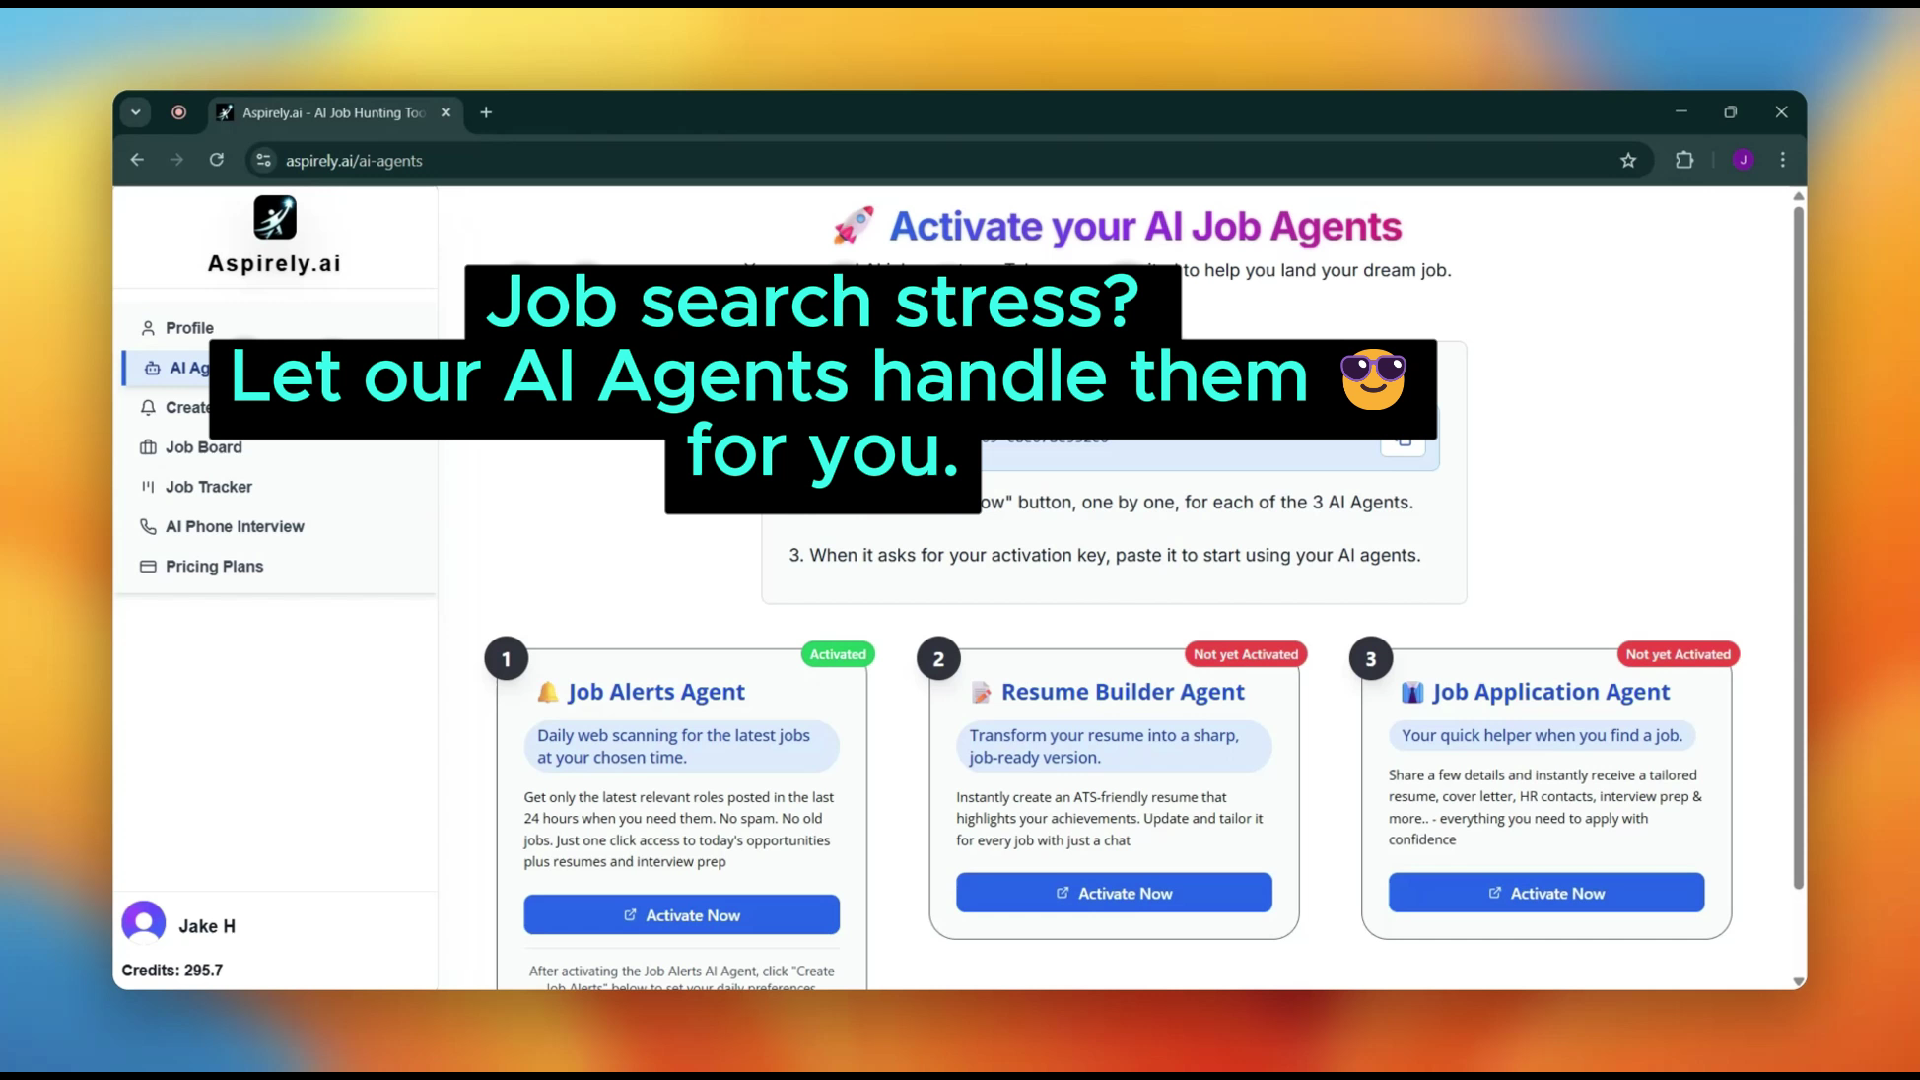 Aspirely.ai - AI Job Hunting Too
aspirely.ai/ai-agents
J
Aspirely.ai
Profile
AI Ag
Create
Job Board
Job Tracker
AI Phone Interview
Pricing Plans
Jake H
Credits: 295.7
Activate your AI Job Agents
to help you land your dream job.
Job search stress?
Let our AI Agents handle them 😎
for you.
ow" button, one by one, for each of the 3 AI Agents.
3. When it asks for your activation key, paste it to start using your AI agents.
1
Activated
Job Alerts Agent
Daily web scanning for the latest jobs
at your chosen time.
Get only the latest relevant roles posted in the last
24 hours when you need them. No spam. No old
jobs. Just one click access to today's opportunities
plus resumes and interview prep
Activate Now
After activating the Job Alerts AI Agent, click "Create
Job Alerts" below to set your daily preferences
2
Not yet Activated
Resume Builder Agent
Transform your resume into a sharp,
job-ready version.
Instantly create an ATS-friendly resume that
highlights your achievements. Update and tailor it
for every job with just a chat
Activate Now
3
Not yet Activated
Job Application Agent
Your quick helper when you find a job.
Share a few details and instantly receive a tailored
resume, cover letter, HR contacts, interview prep &
more.. - everything you need to apply with
confidence
Activate Now